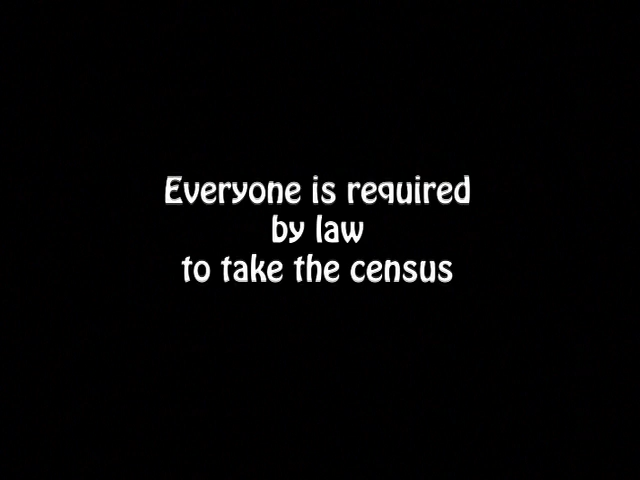 Everyone is required
by law
to take the census